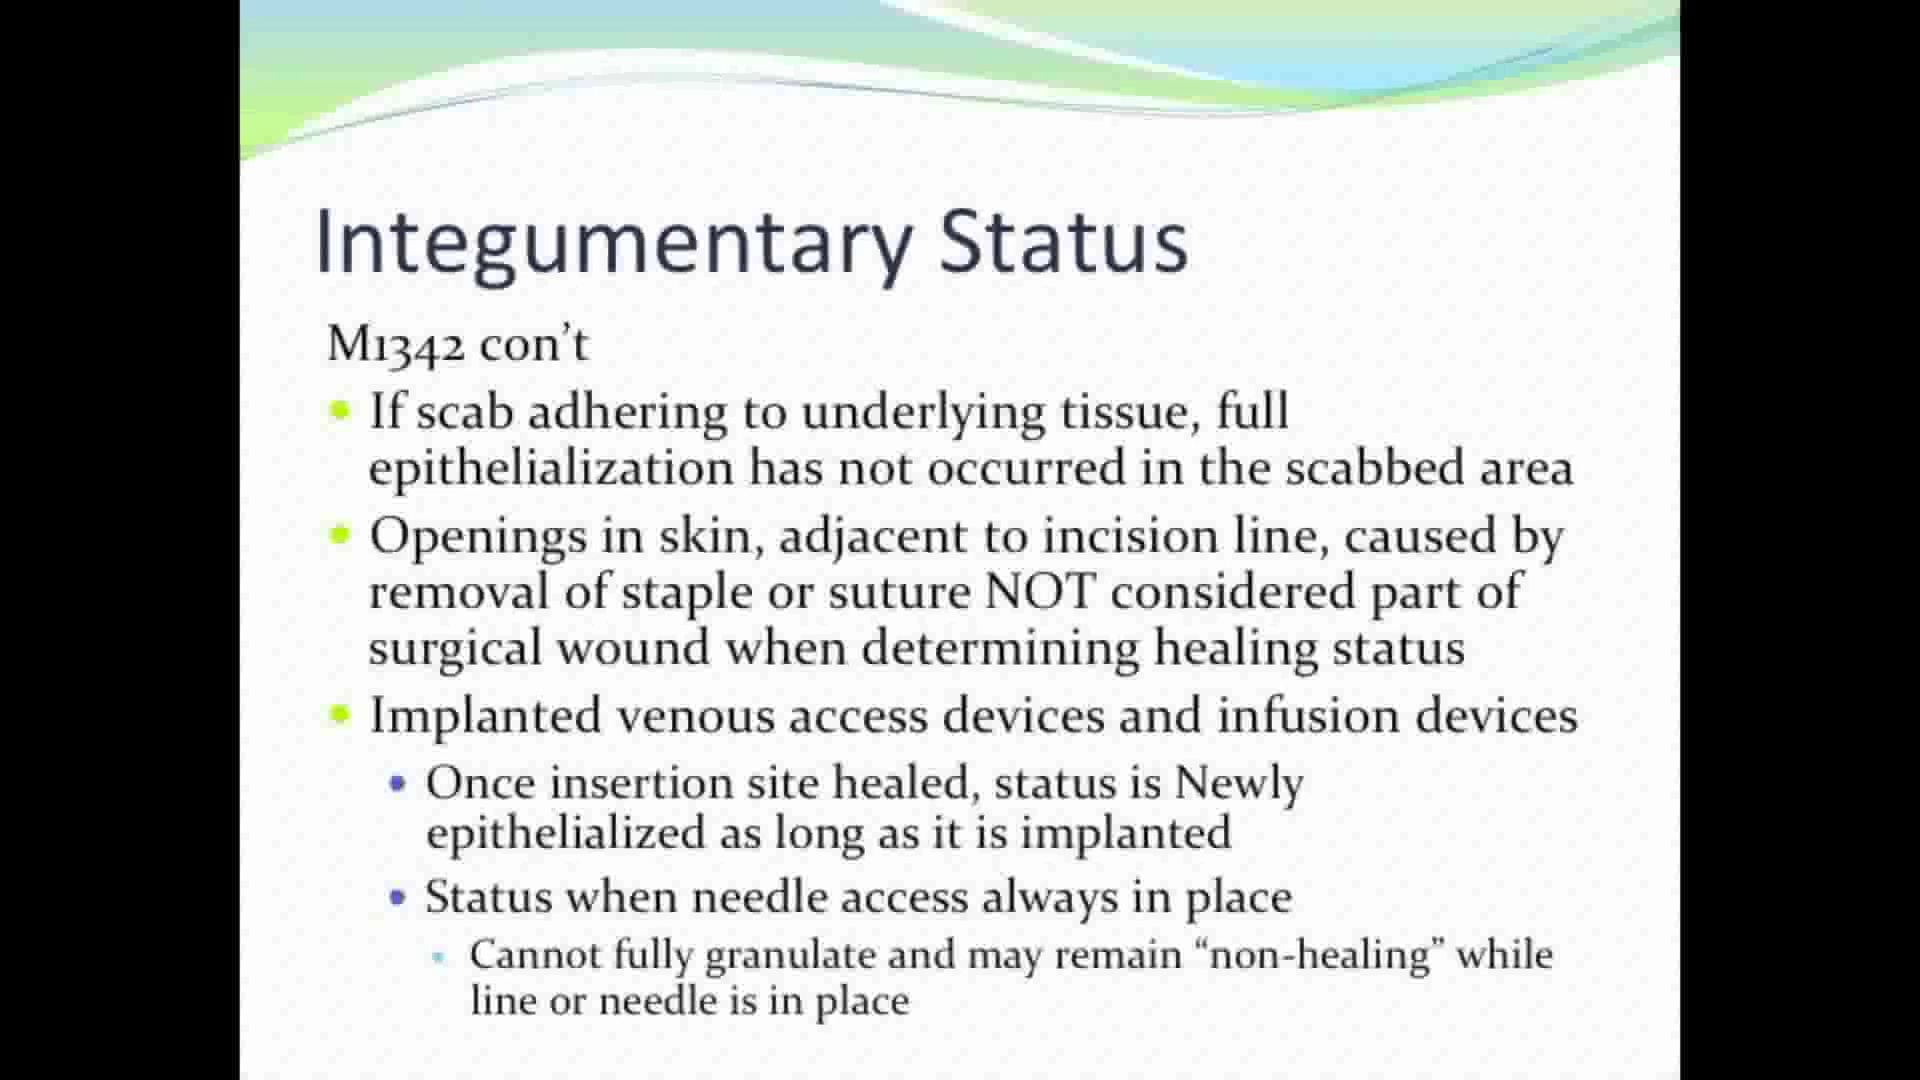 Integumentary Status
M1342 con’t
• If scab adhering to underlying tissue, full
epithelialization has not occurred in the scabbed area
• Openings in skin, adjacent to incision line, caused by
removal of staple or suture NOT considered part of
surgical wound when determining healing status
• Implanted venous access devices and infusion devices
• Once insertion site healed, status is Newly
epithelialized as long as it is implanted
• Status when needle access always in place
• Cannot fully granulate and may remain “non-healing” while
line or needle is in place